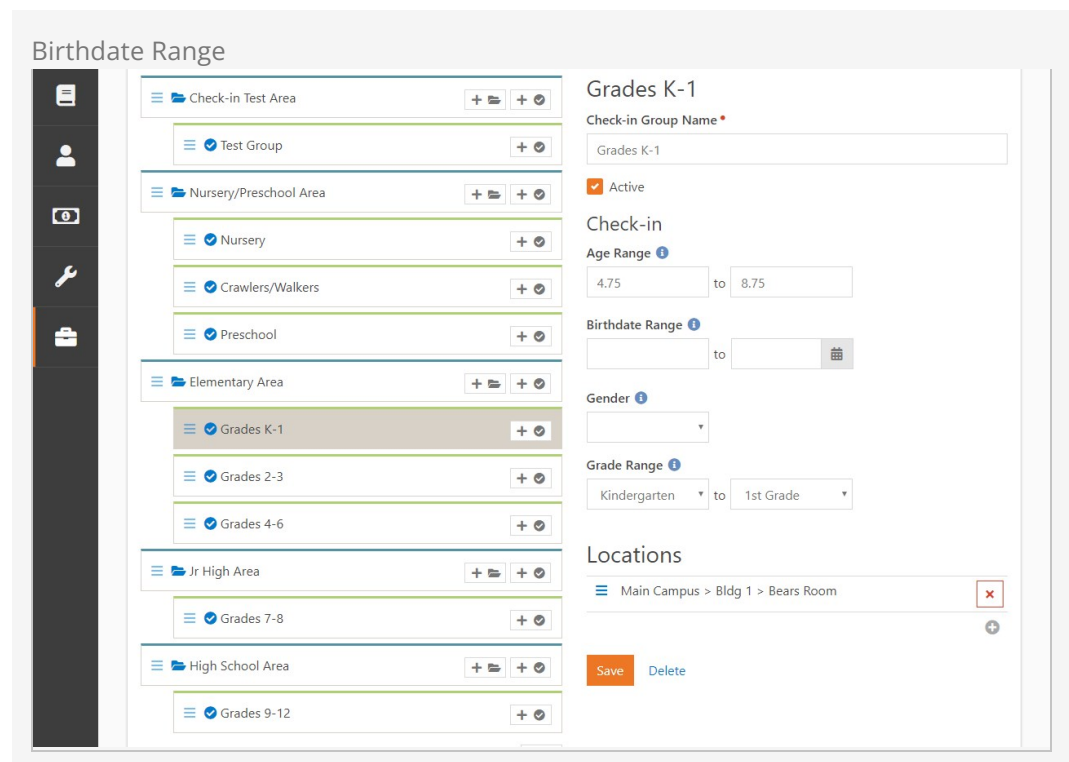 Birthdate Range
Check-in Test Area
Test Group
Nursery/Preschool Area
Nursery
Crawlers/Walkers
Preschool
Elementary Area
Grades K-1
Grades 2-3
Grades 4-6
Jr High Area
Grades 7-8
High School Area
Grades 9-12
Grades K-1
Check-in Group Name
Grades K-1
Active
Check-in
Age Range
4.75 to 8.75
Birthdate Range
to
Gender
Grade Range
Kindergarten to 1st Grade
Locations
Main Campus > Bldg 1 > Bears Room
Save Delete